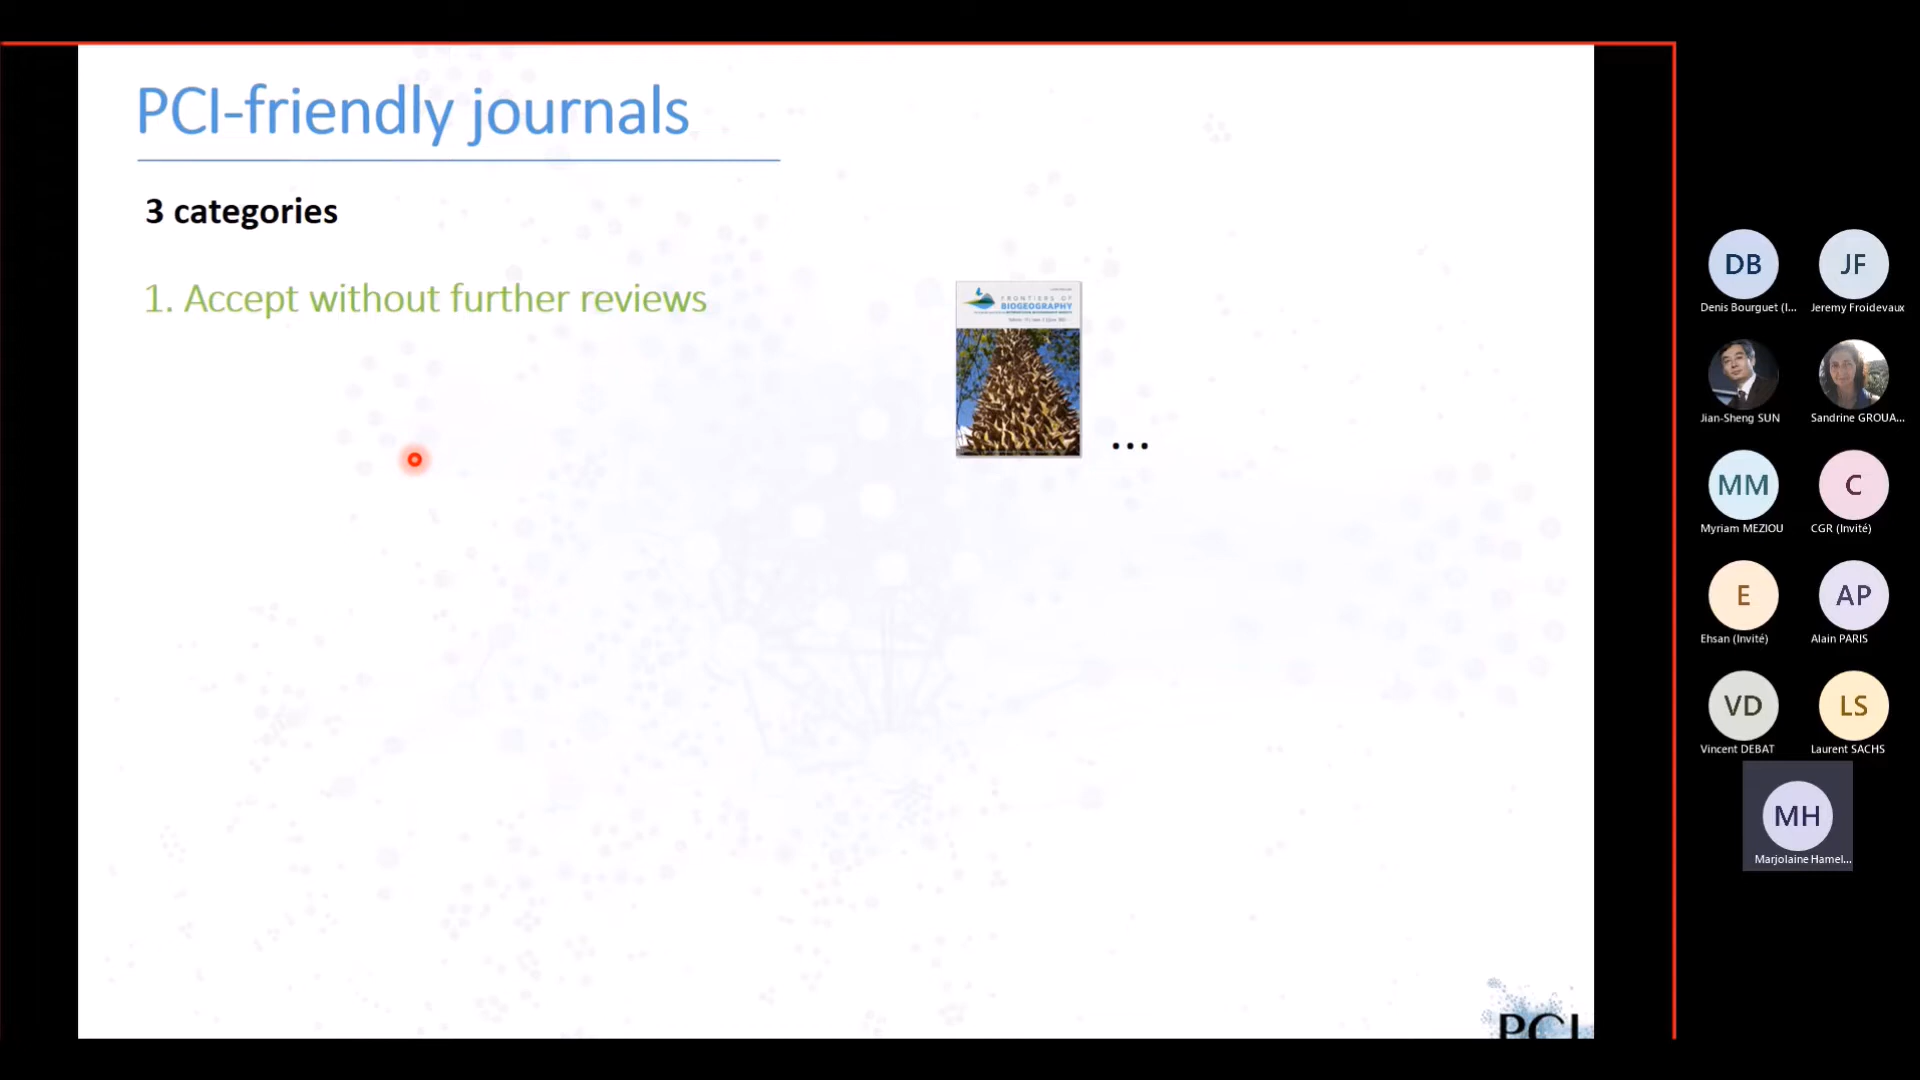 PCI-friendly journals
3 categories
1. Accept without further reviews
FRONTIERS OF
BIOGEOGRAPHY
...
PCI
DB
Denis Bourguet (I...
JF
Jeremy Froidevaux
Jian-Sheng SUN
Sandrine GROUA...
MM
Myriam MEZIOU
C
CGR (Invité)
E
Ehsan (Invité)
AP
Alain PARIS
VD
Vincent DEBAT
LS
Laurent SACHS
MH
Marjolaine Hamel...